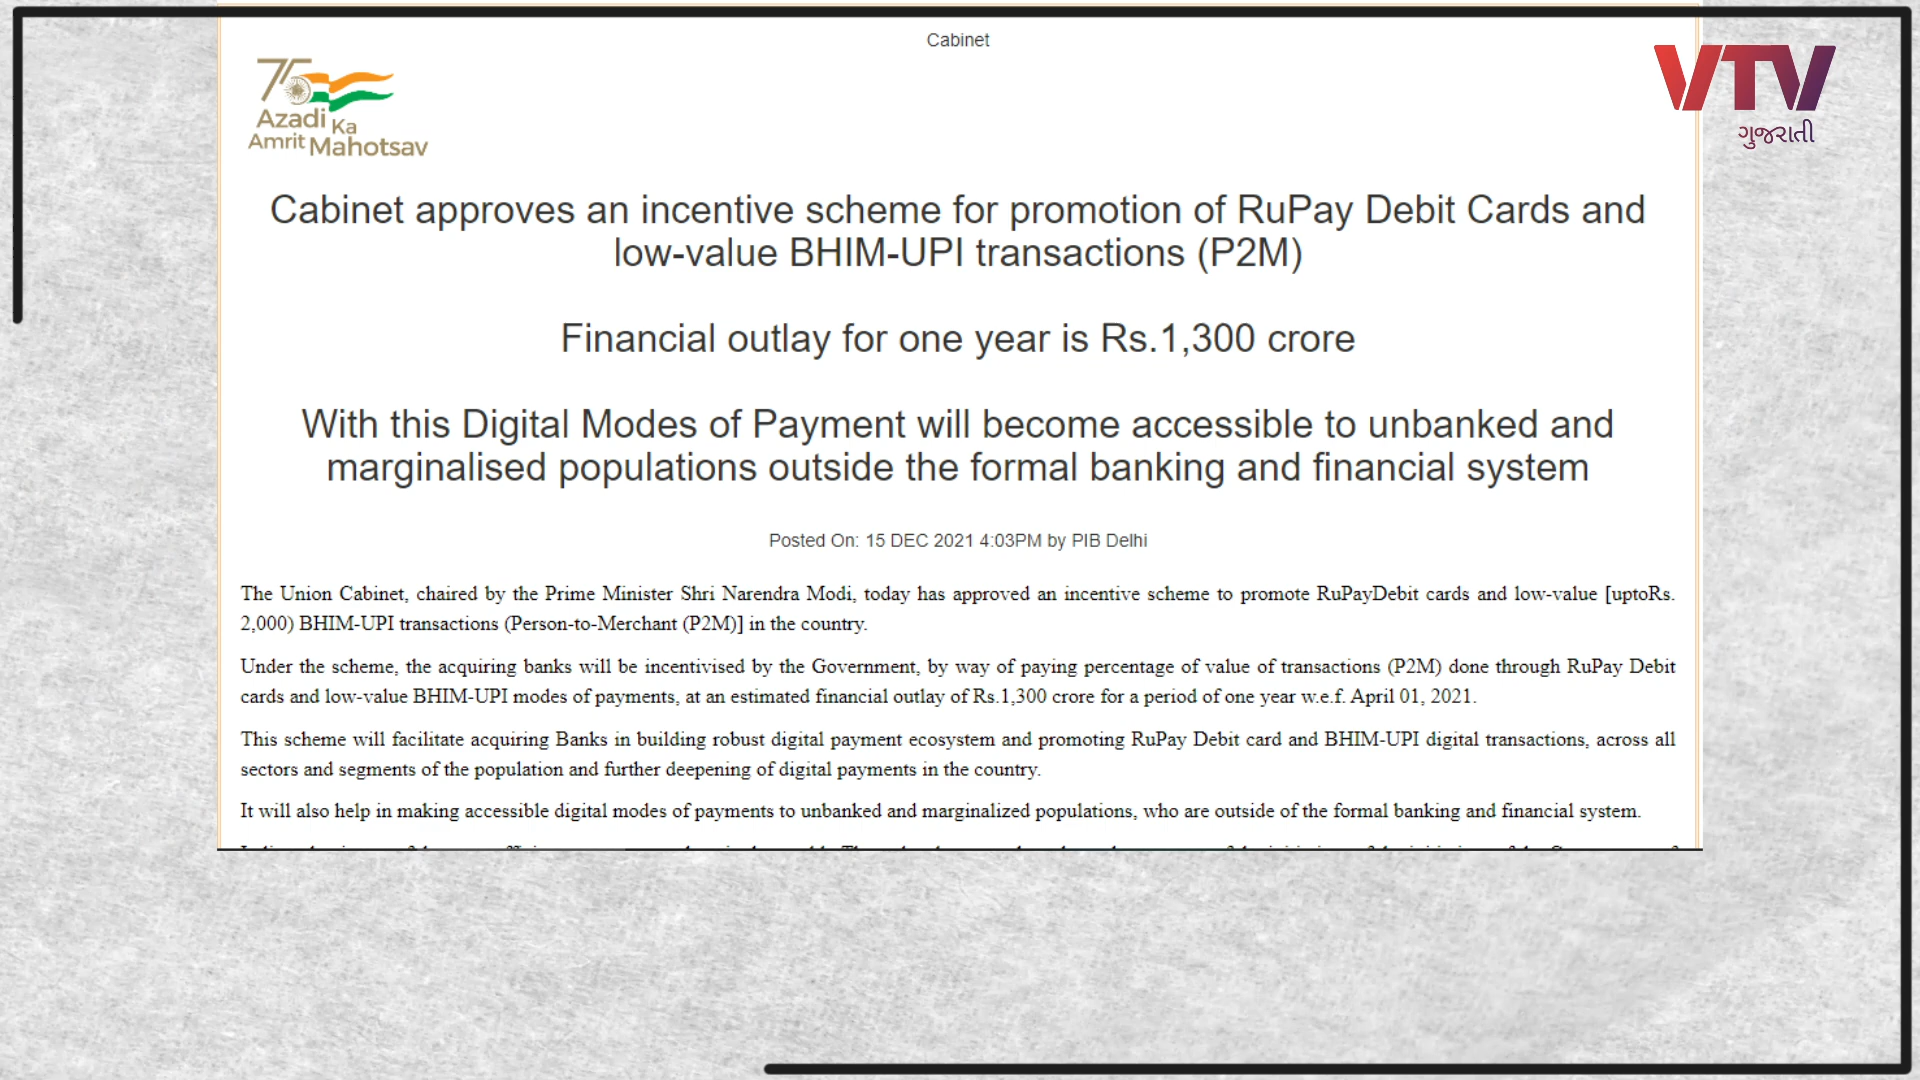 Cabinet
VTV
ગુજરાતી
75
Azadi Ka
Amrit Mahotsav
Cabinet approves an incentive scheme for promotion of RuPay Debit Cards and
low-value BHIM-UPI transactions (P2M)
Financial outlay for one year is Rs.1,300 crore
With this Digital Modes of Payment will become accessible to unbanked and
marginalised populations outside the formal banking and financial system
Posted On: 15 DEC 2021 4:03PM by PIB Delhi
The Union Cabinet, chaired by the Prime Minister Shri Narendra Modi, today has approved an incentive scheme to promote RuPayDebit cards and low-value [uptoRs.
2,000) BHIM-UPI transactions (Person-to-Merchant (P2M)] in the country.
Under the scheme, the acquiring banks will be incentivised by the Government, by way of paying percentage of value of transactions (P2M) done through RuPay Debit
cards and low-value BHIM-UPI modes of payments, at an estimated financial outlay of Rs.1,300 crore for a period of one year w.e.f. April 01, 2021.
This scheme will facilitate acquiring Banks in building robust digital payment ecosystem and promoting RuPay Debit card and BHIM-UPI digital transactions, across all
sectors and segments of the population and further deepening of digital payments in the country.
It will also help in making accessible digital modes of payments to unbanked and marginalized populations, who are outside of the formal banking and financial system.